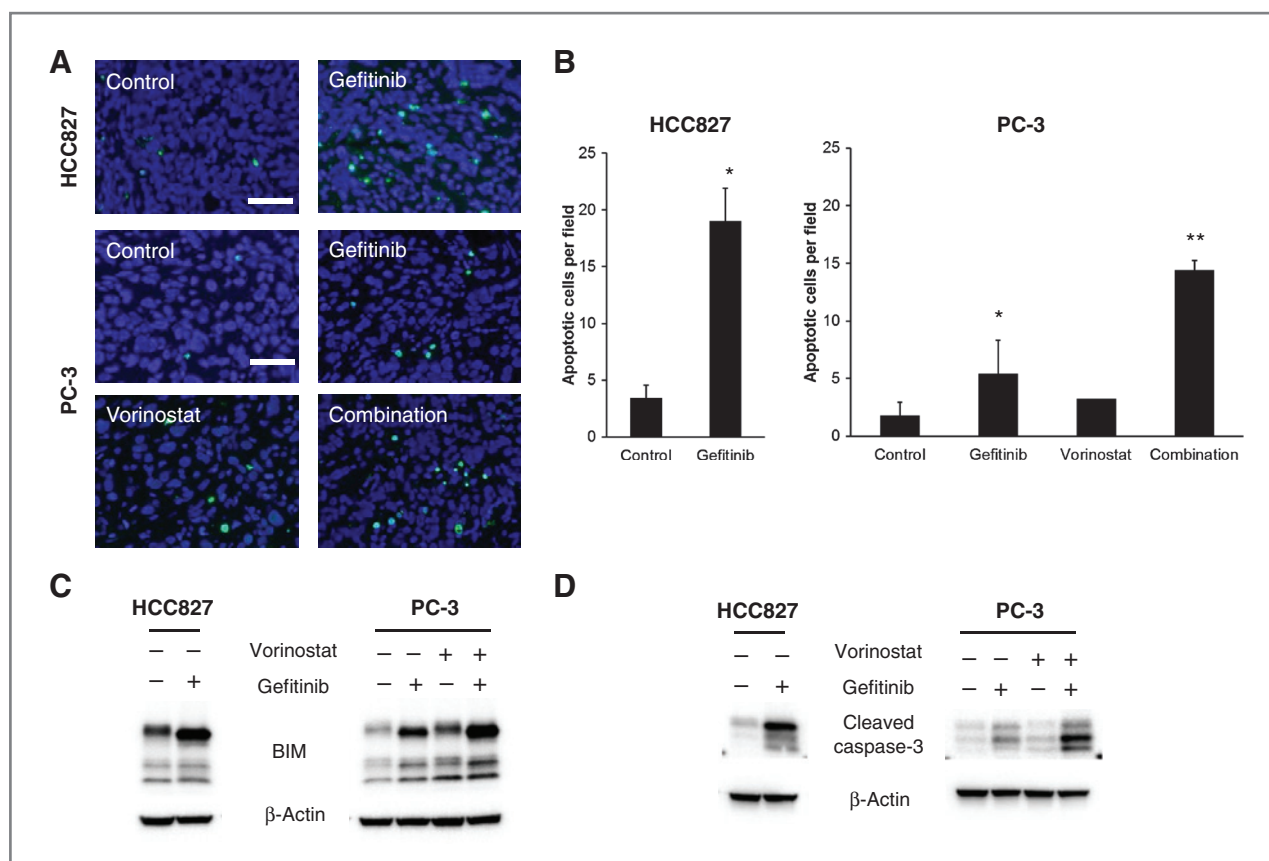 A
HCC827
Control
Gefitinib
PC-3
Control
Gefitinib
Vorinostat
Combination
B
HCC827
Apoptotic cells per field
25
20
15
10
5
0
*
Control Gefitinib
PC-3
Apoptotic cells per field
25
20
15
10
5
0
*
**
Control Gefitinib Vorinostat Combination
C
HCC827 PC-3
– – Vorinostat – – + +
– + Gefitinib – + – +
BIM
β-Actin
D
HCC827 PC-3
– – Vorinostat – – + +
– + Gefitinib – + – +
Cleaved
caspase-3
β-Actin